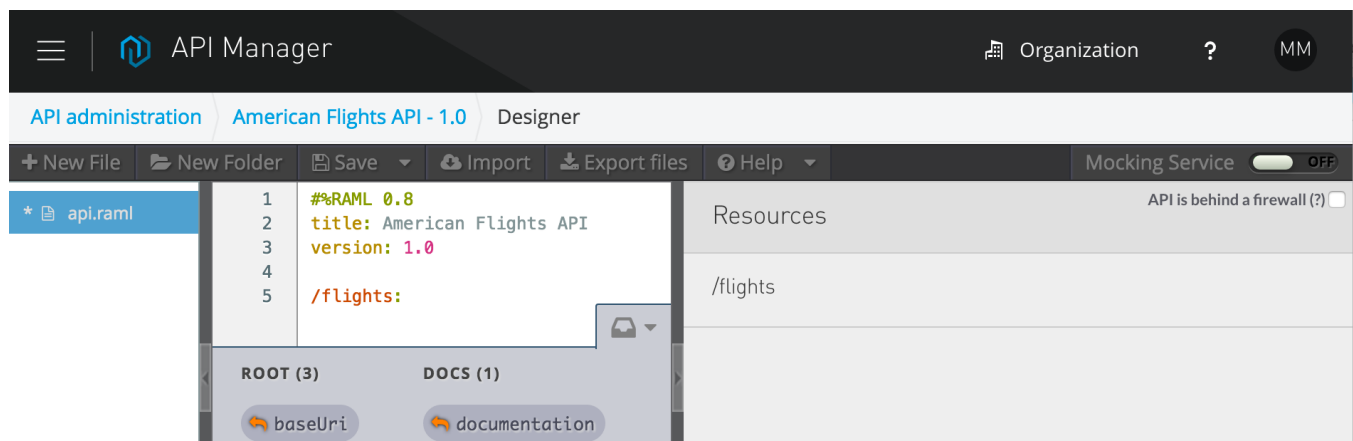 API Manager
Organization
?
MM
API administration
American Flights API - 1.0
Designer
+ New File
New Folder
Save
Import
Export files
Help
Mocking Service
OFF
* api.raml
1 #%RAML 0.8
2 title: American Flights API
3 version: 1.0
4
5 /flights:
ROOT (3)
DOCS (1)
baseUri
documentation
Resources
API is behind a firewall (?)
/flights